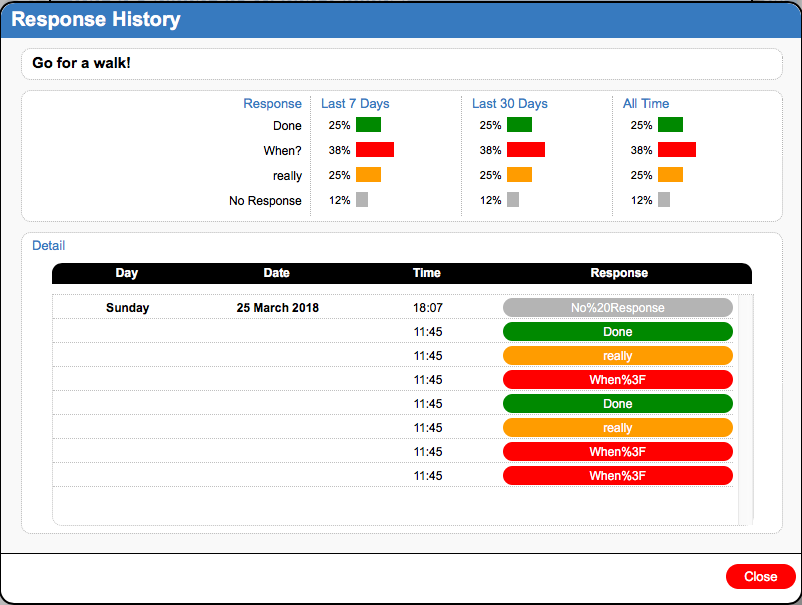 Response History
Go for a walk!
Response Last 7 Days Last 30 Days All Time
Done 25% 25% 25%
When? 38% 38% 38%
really 25% 25% 25%
No Response 12% 12% 12%
Detail
Day Date Time Response
Sunday 25 March 2018 18:07 No%20Response
11:45 Done
11:45 really
11:45 When%3F
11:45 Done
11:45 really
11:45 When%3F
11:45 When%3F
Close